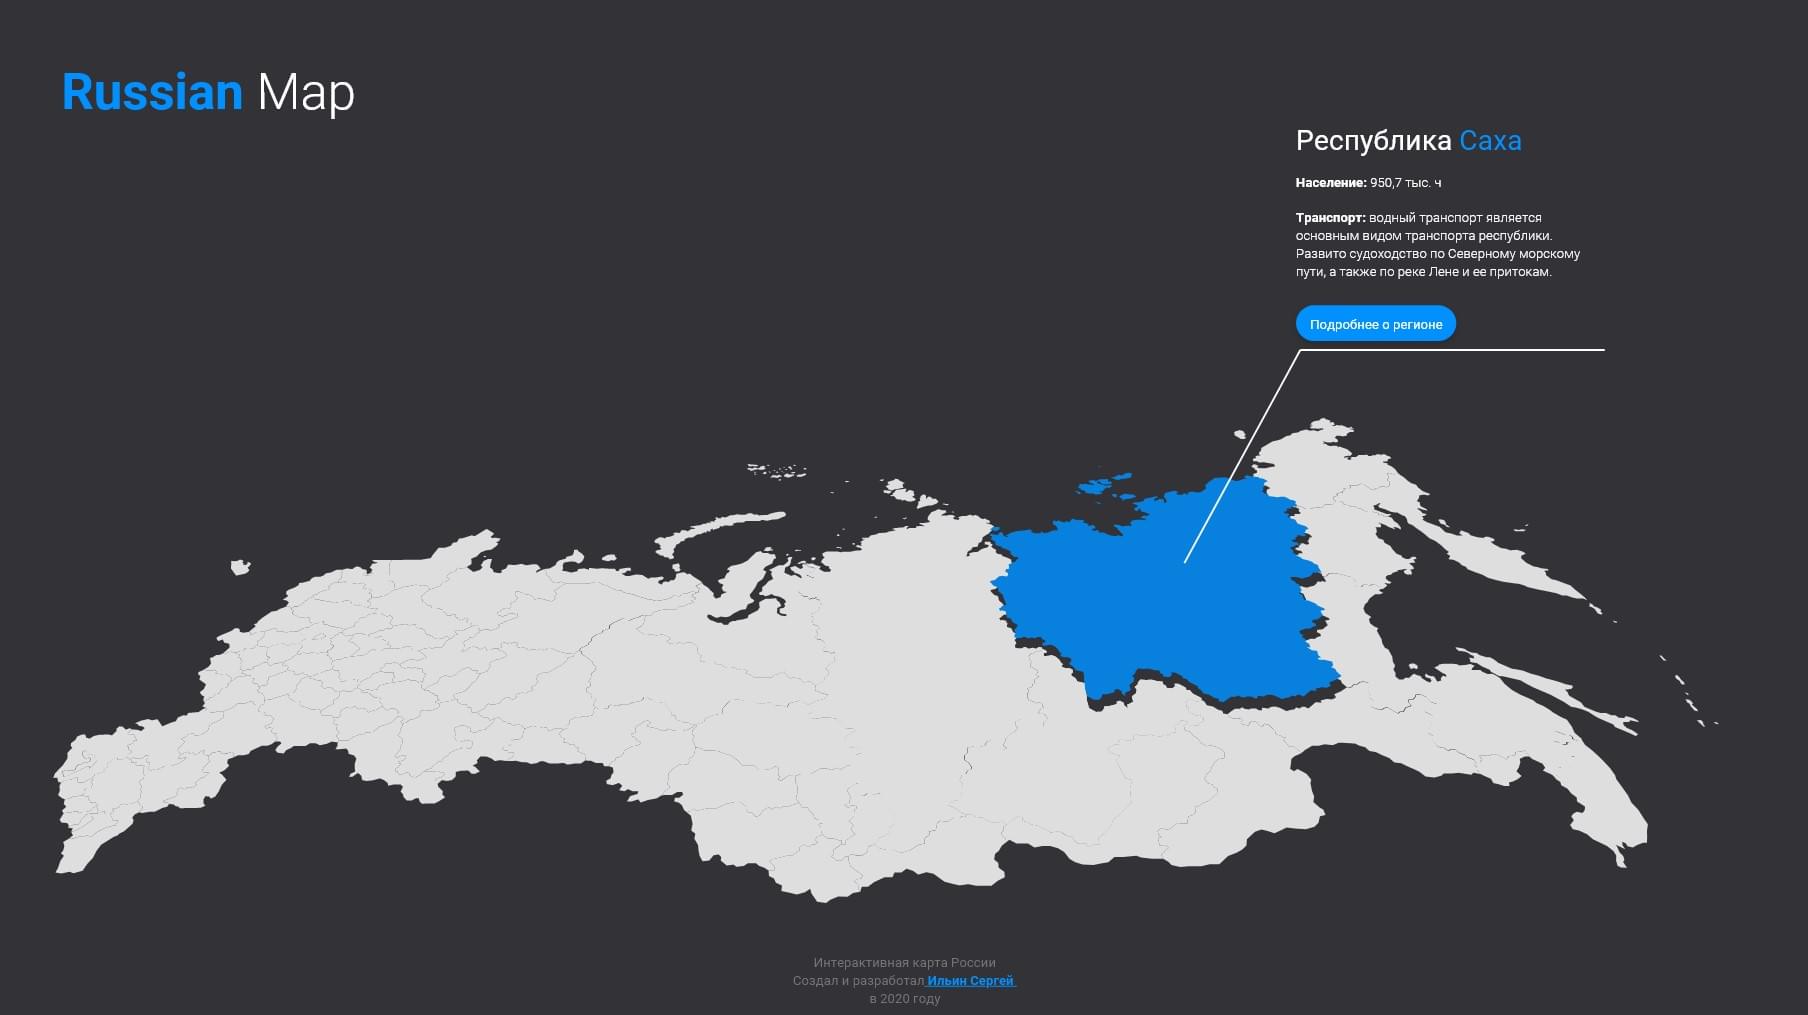 Russian Map
Республика Саха
Население: 950,7 тыс. ч
Транспорт: водный транспорт является
основным видом транспорта республики.
Развито судоходство по Северному морскому
пути, а также по реке Лене и ее притокам.
Подробнее о регионе
Интерактивная карта России
Создал и разработал Ильин Сергей
в 2020 году